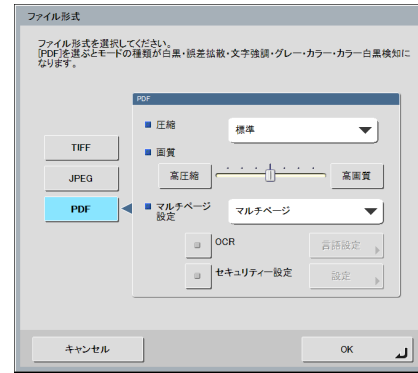 ファイル形式
ファイル形式を選択してください。
[PDF]を選ぶとモードの種類が白黒・誤差拡散・文字強調・グレー・カラー・カラー白黒検知に
なります。
PDF
圧縮
標準
TIFF
画質
JPEG
高圧縮
高画質
PDF
マルチページ
設定
マルチページ
OCR
言語設定
セキュリティー設定
設定
キャンセル
OK